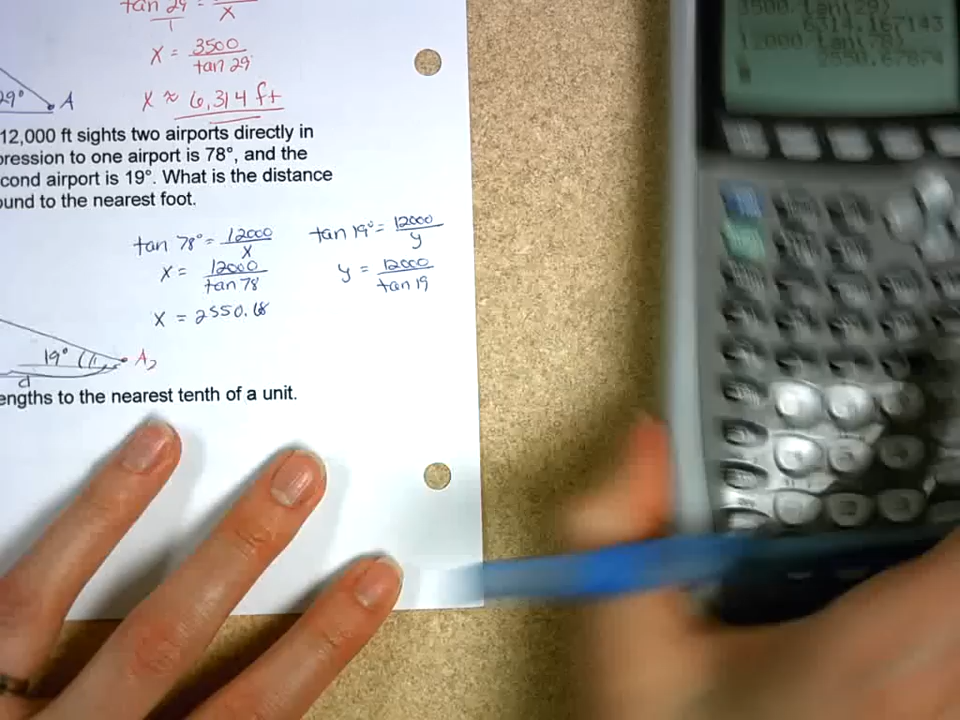 tan 29 =
1 x
x = 3500
tan 29
x ≈ 6,314 ft
29° A
12,000 ft sights two airports directly in
pression to one airport is 78°, and the
cond airport is 19°. What is the distance
ound to the nearest foot.
tan 78° = 12000 / x
tan 19° = 12000 / y
x = 12000 / tan 78
y = 12000 / tan 19
x = 2550.68
19° A2
d
engths to the nearest tenth of a unit.
3500/tan(29)
6314.167143
12000/tan(78)
2550.67874